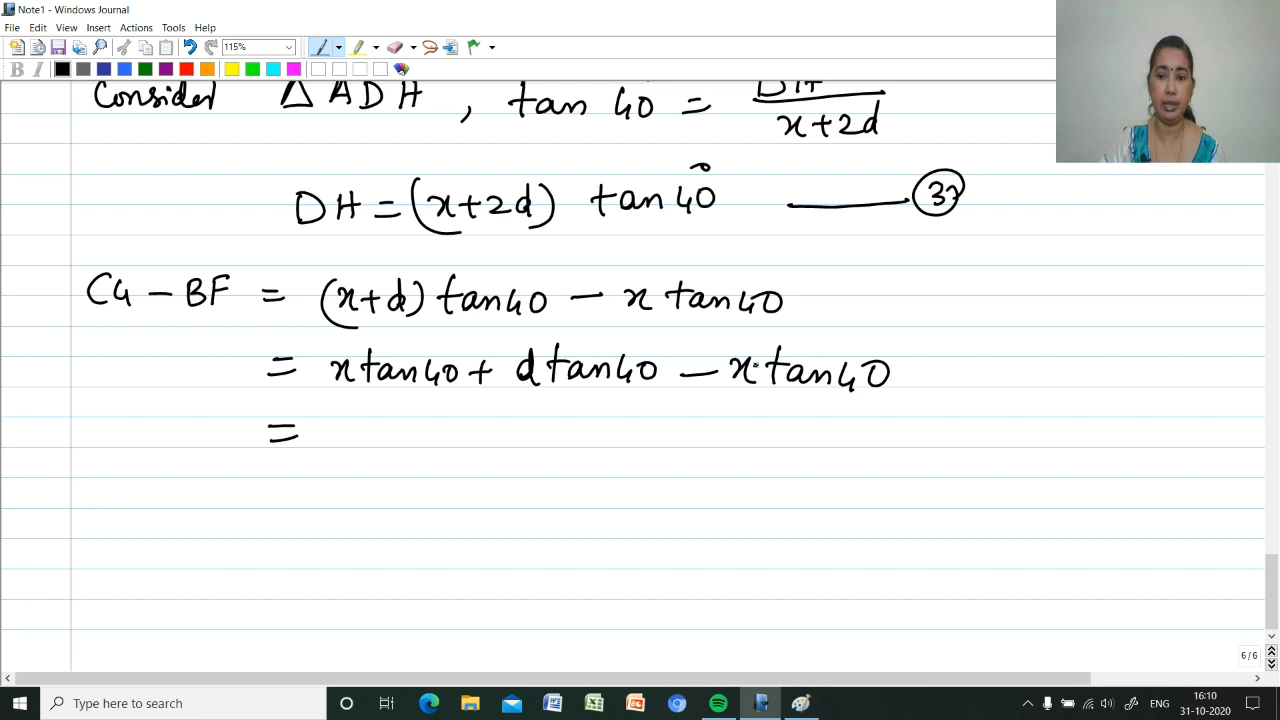 Note1 - Windows Journal
File Edit View Insert Actions Tools Help
115%
B I
Consider △ADH, tan 40 = DH / x+2d
DH = (x+2d) tan 40° ——— 3
CG - BF = (x+d) tan 40 - x tan 40
= x tan 40 + d tan 40 - x tan 40
=
6 / 6
Type here to search
ENG
16:10
31-10-2020